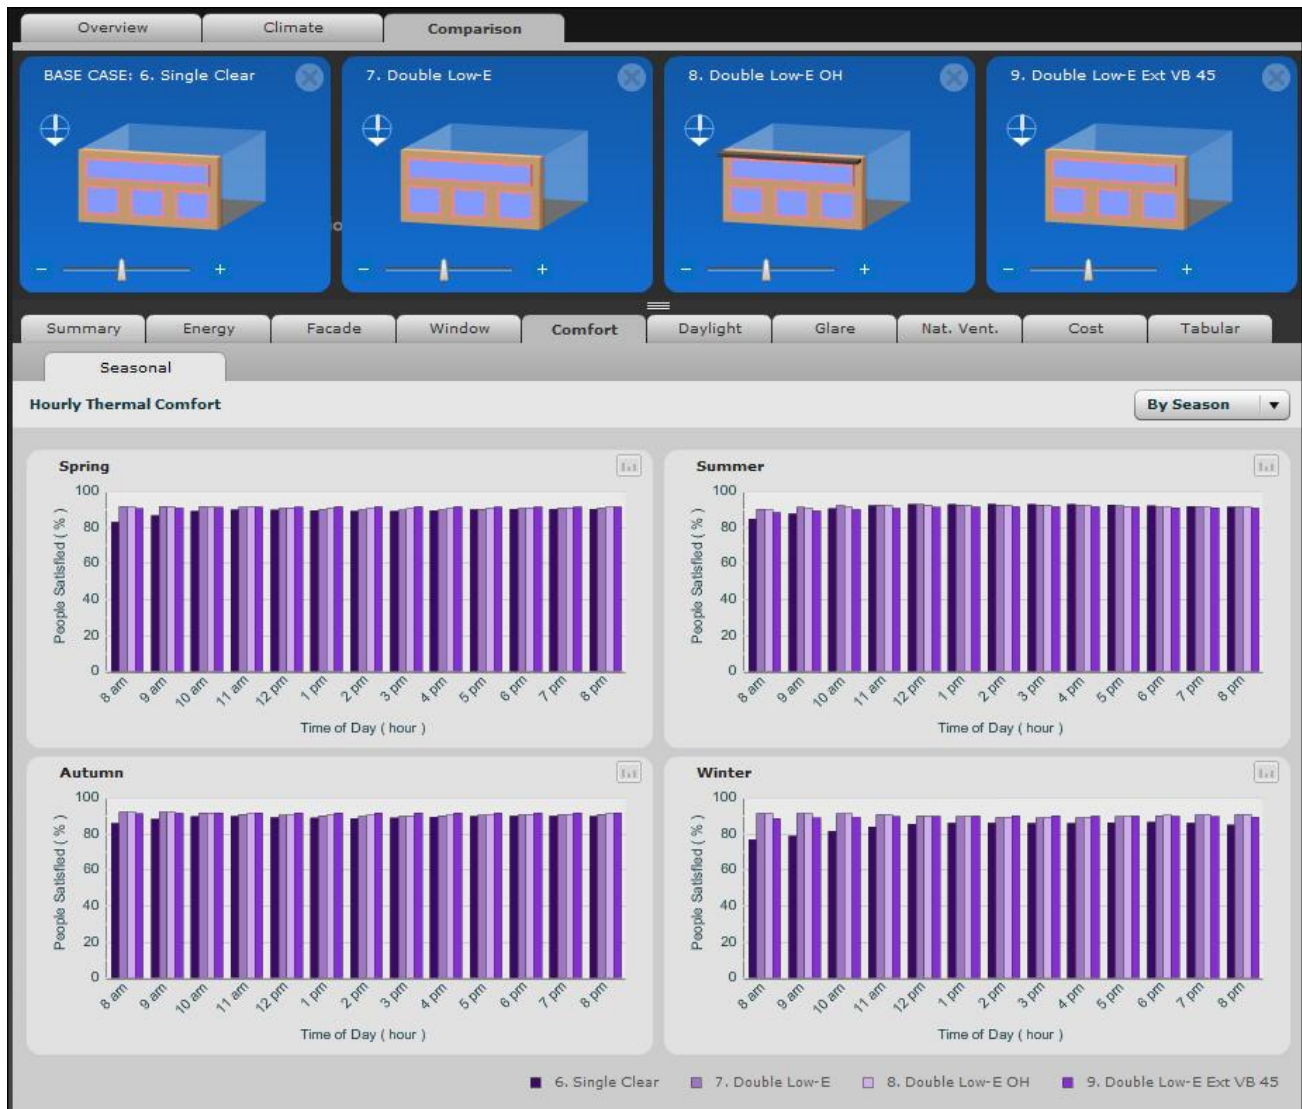 Overview Climate Comparison
BASE CASE: 6. Single Clear 7. Double Low-E 8. Double Low-E OH 9. Double Low-E Ext VB 45
− + − + − + − +
Summary Energy Facade Window Comfort Daylight Glare Nat. Vent. Cost Tabular
Seasonal
Hourly Thermal Comfort By Season
Spring
People Satisfied ( % )
100
80
60
40
20
0
8 am 9 am 10 am 11 am 12 pm 1 pm 2 pm 3 pm 4 pm 5 pm 6 pm 7 pm 8 pm
Time of Day ( hour )
Summer
People Satisfied ( % )
100
80
60
40
20
0
8 am 9 am 10 am 11 am 12 pm 1 pm 2 pm 3 pm 4 pm 5 pm 6 pm 7 pm 8 pm
Time of Day ( hour )
Autumn
People Satisfied ( % )
100
80
60
40
20
0
8 am 9 am 10 am 11 am 12 pm 1 pm 2 pm 3 pm 4 pm 5 pm 6 pm 7 pm 8 pm
Time of Day ( hour )
Winter
People Satisfied ( % )
100
80
60
40
20
0
8 am 9 am 10 am 11 am 12 pm 1 pm 2 pm 3 pm 4 pm 5 pm 6 pm 7 pm 8 pm
Time of Day ( hour )
6. Single Clear 7. Double Low-E 8. Double Low-E OH 9. Double Low-E Ext VB 45